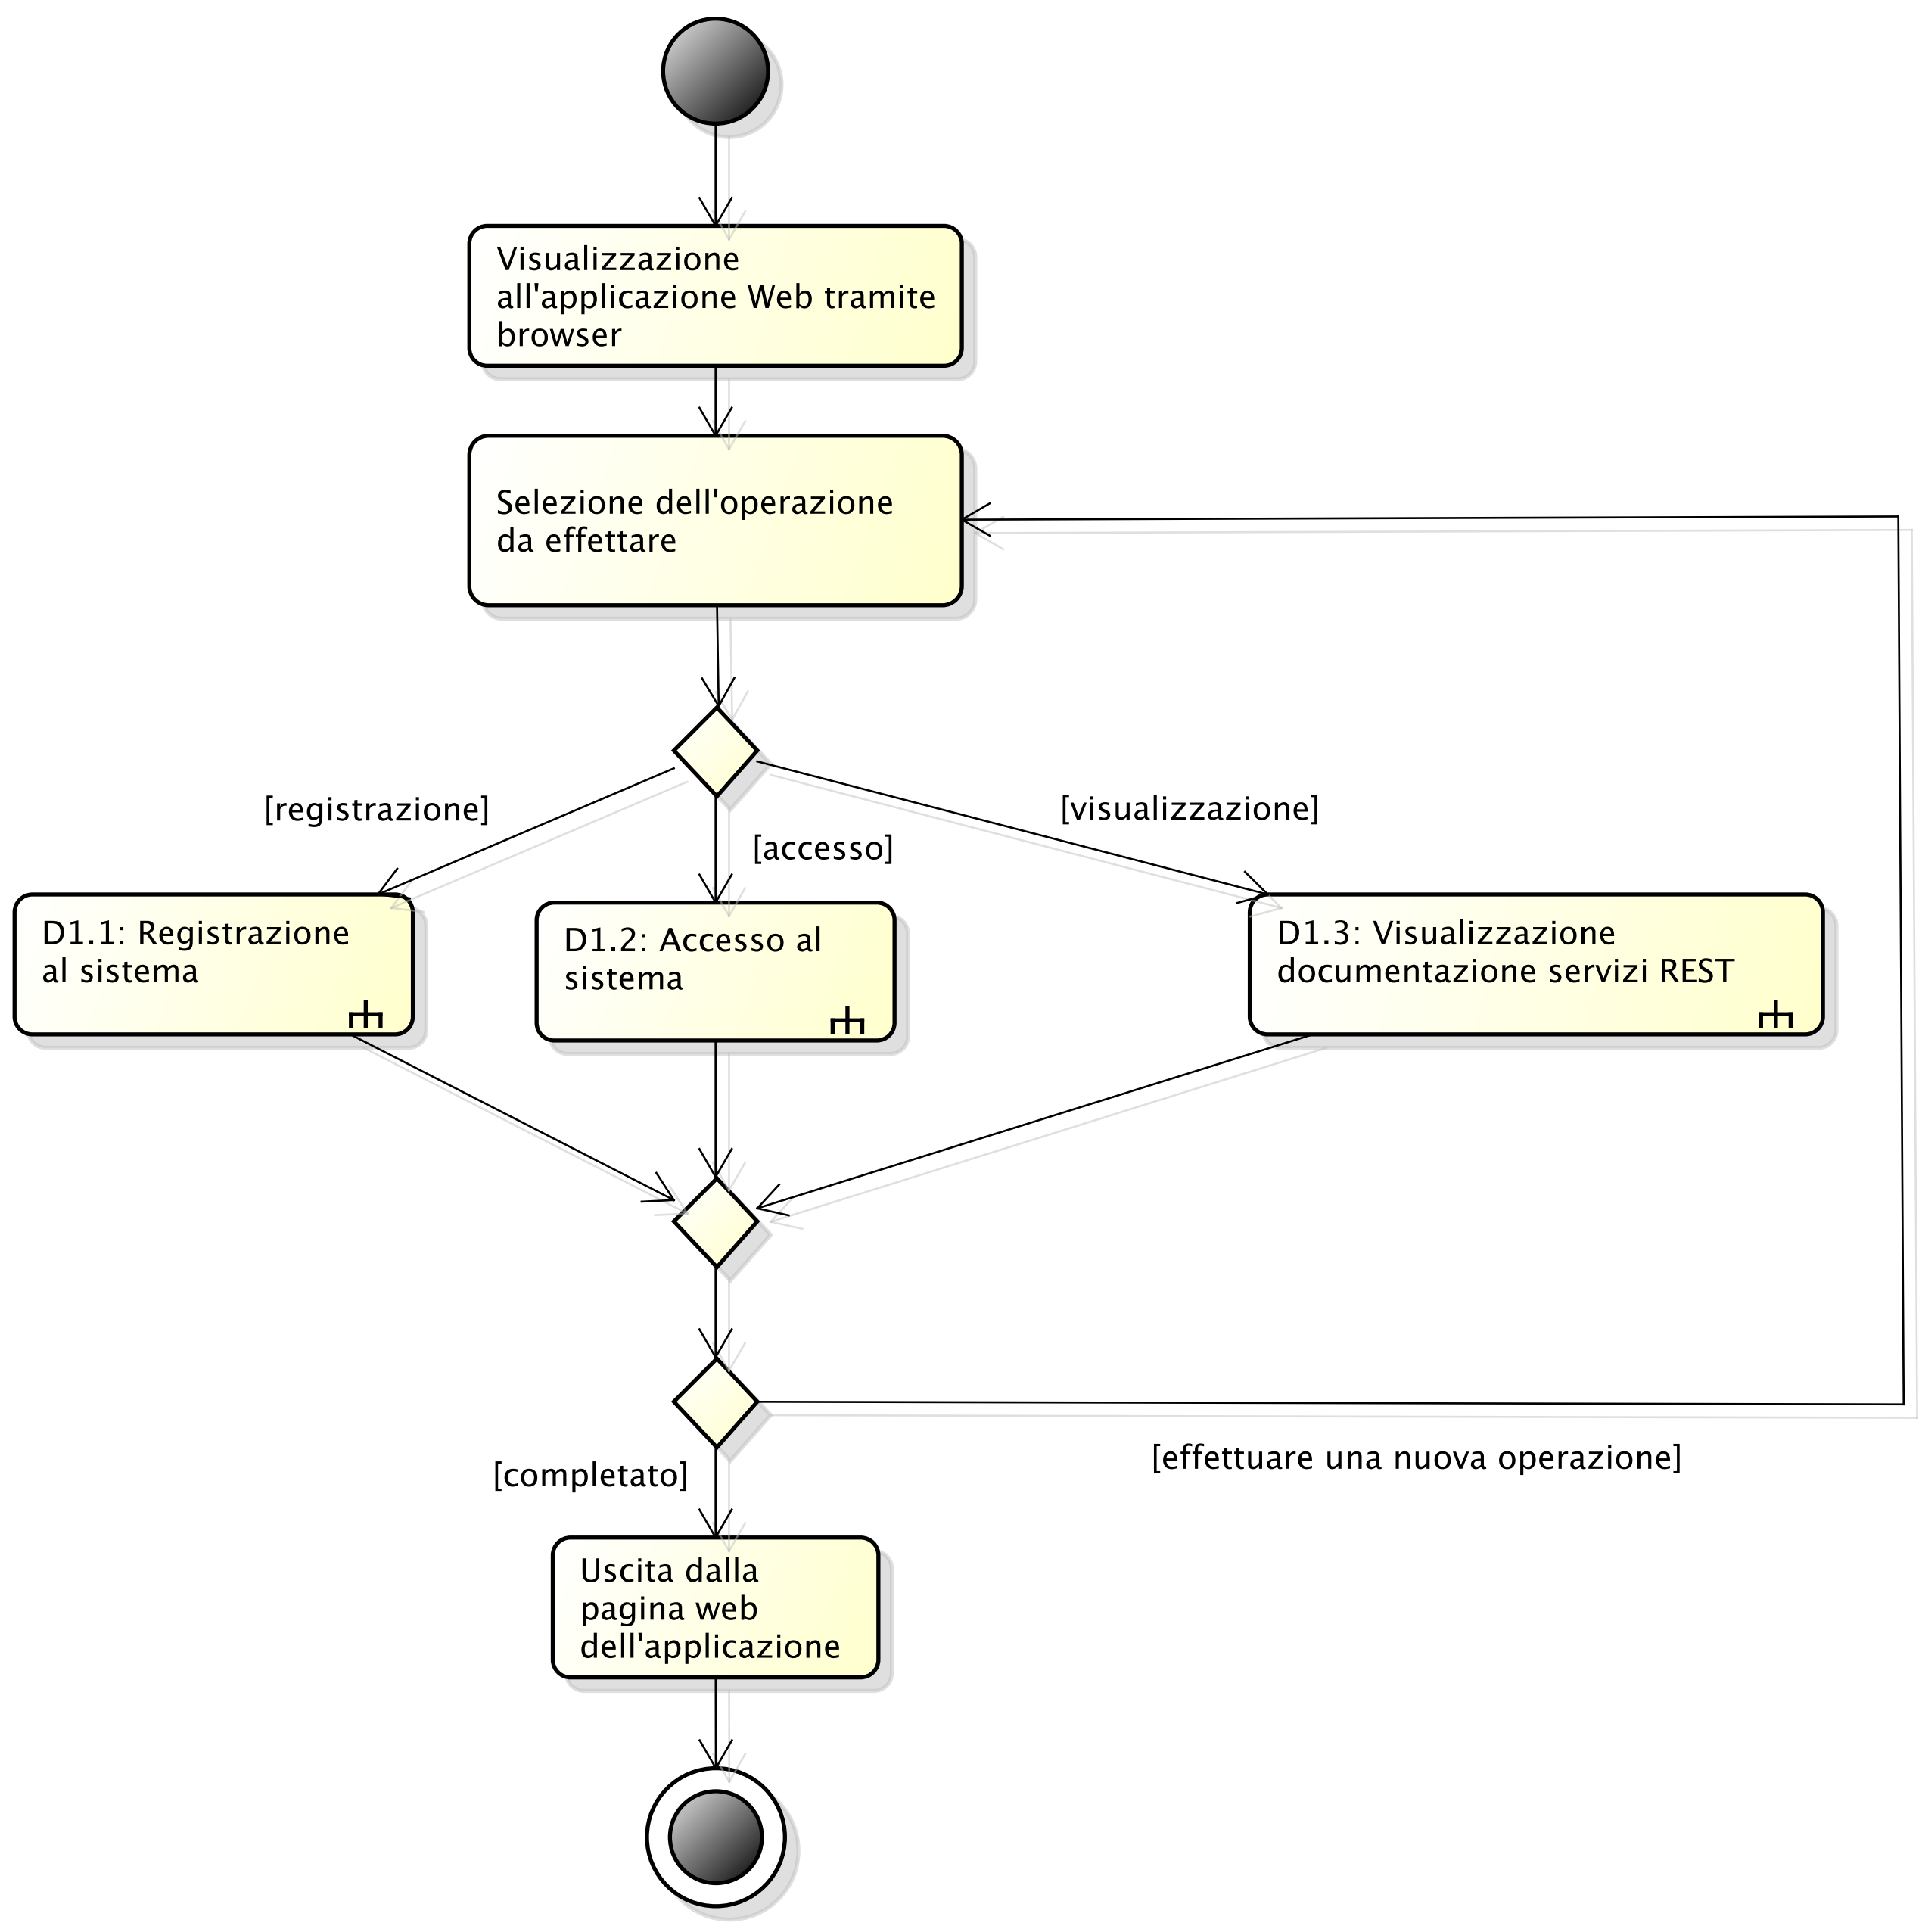 Visualizzazione
all'applicazione Web tramite
browser
Selezione dell'operazione
da effettare
[registrazione]
[accesso]
[visualizzazione]
D1.1: Registrazione
al sistema
D1.2: Accesso al
sistema
D1.3: Visualizzazione
documentazione servizi REST
[completato]
[effettuare una nuova operazione]
Uscita dalla
pagina web
dell'applicazione